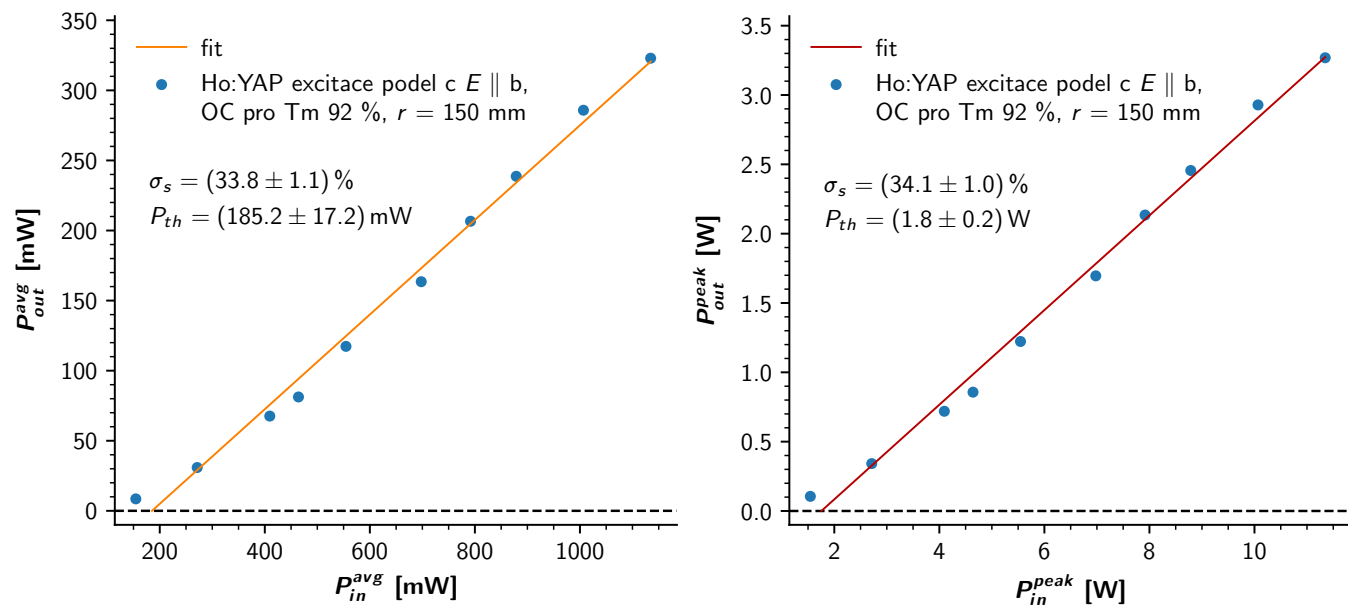 350
300
250
200
150
100
50
0
P_out^avg [mW]
fit
Ho:YAP excitace podel c E ∥ b,
OC pro Tm 92 %, r = 150 mm
σ_s = (33.8 ± 1.1) %
P_th = (185.2 ± 17.2) mW
200 400 600 800 1000
P_in^avg [mW]
3.5
3.0
2.5
2.0
1.5
1.0
0.5
0.0
P_out^peak [W]
fit
Ho:YAP excitace podel c E ∥ b,
OC pro Tm 92 %, r = 150 mm
σ_s = (34.1 ± 1.0) %
P_th = (1.8 ± 0.2) W
2 4 6 8 10
P_in^peak [W]